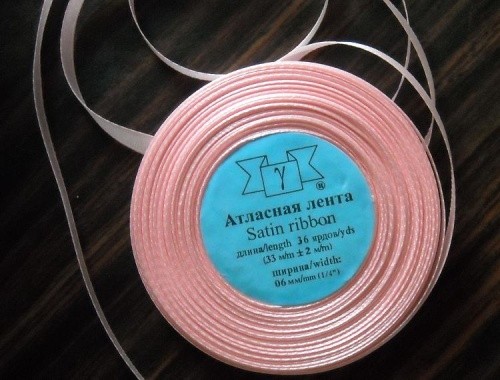 γ
®
Атласная лента
Satin ribbon
длина/length 36 ярдов/yds
(33 м/m ± 2 м/m)
ширина/width:
06 мм/mm (1/4")